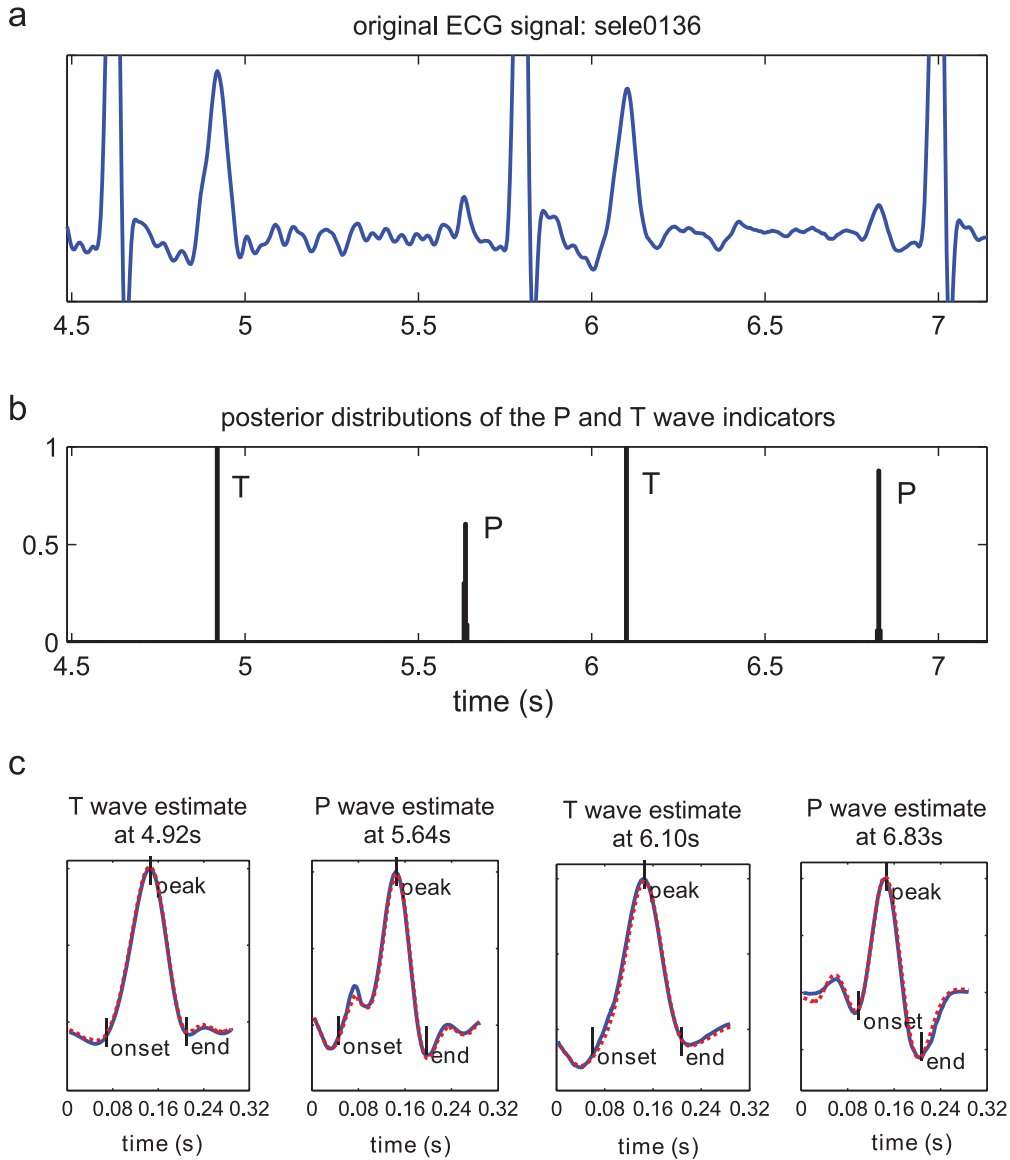 a
original ECG signal: sele0136
4.5 5 5.5 6 6.5 7
b
posterior distributions of the P and T wave indicators
1
0.5
0
T
P
T
P
4.5 5 5.5 6 6.5 7
time (s)
c
T wave estimate
at 4.92s
peak
onset
end
0 0.08 0.16 0.24 0.32
time (s)
P wave estimate
at 5.64s
peak
onset
end
0 0.08 0.16 0.24 0.32
time (s)
T wave estimate
at 6.10s
peak
onset
end
0 0.08 0.16 0.24 0.32
time (s)
P wave estimate
at 6.83s
peak
onset
end
0 0.08 0.16 0.24 0.32
time (s)